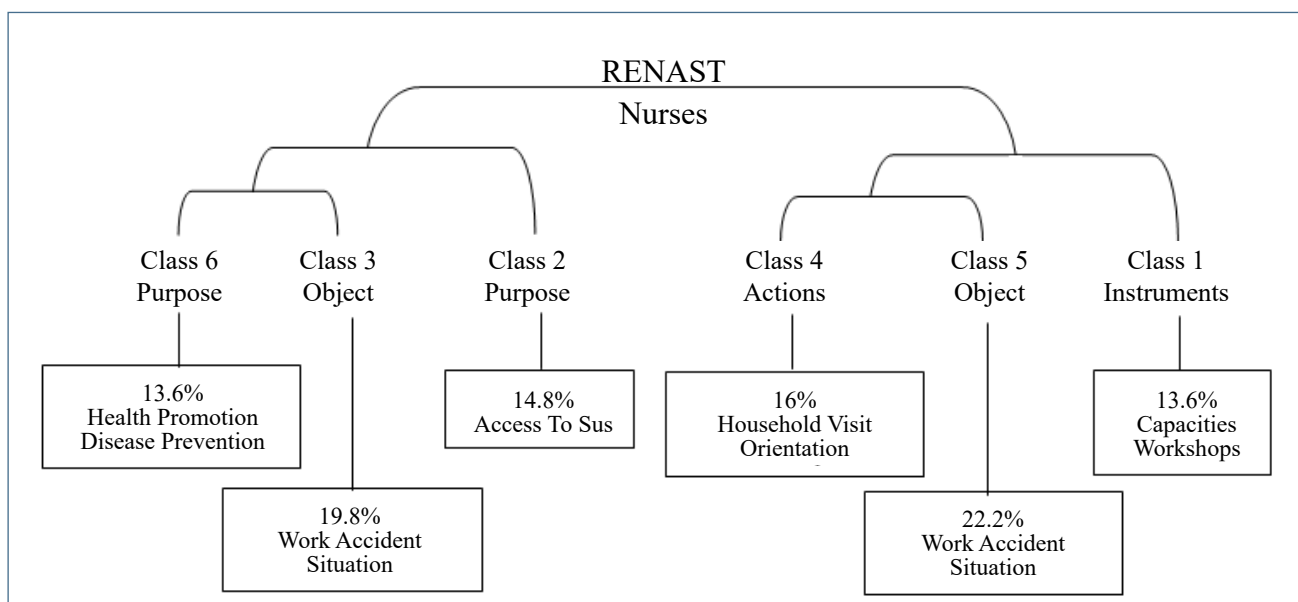 RENAST
Nurses
Class 6
Purpose
Class 3
Object
Class 2
Purpose
Class 4
Actions
Class 5
Object
Class 1
Instruments
13.6%
Health Promotion
Disease Prevention
19.8%
Work Accident
Situation
14.8%
Access To Sus
16%
Household Visit
Orientation
22.2%
Work Accident
Situation
13.6%
Capacities
Workshops